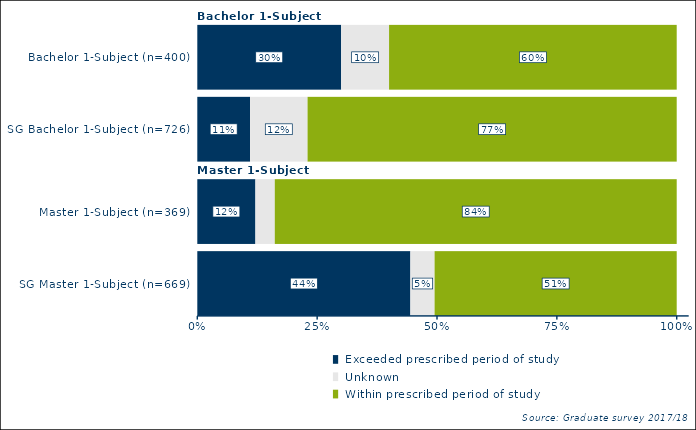 Bachelor 1-Subject
Bachelor 1-Subject (n=400) 30% 10% 60%
SG Bachelor 1-Subject (n=726) 11% 12% 77%
Master 1-Subject
Master 1-Subject (n=369) 12% 84%
SG Master 1-Subject (n=669) 44% 5% 51%
0% 25% 50% 75% 100%
Exceeded prescribed period of study
Unknown
Within prescribed period of study
Source: Graduate survey 2017/18